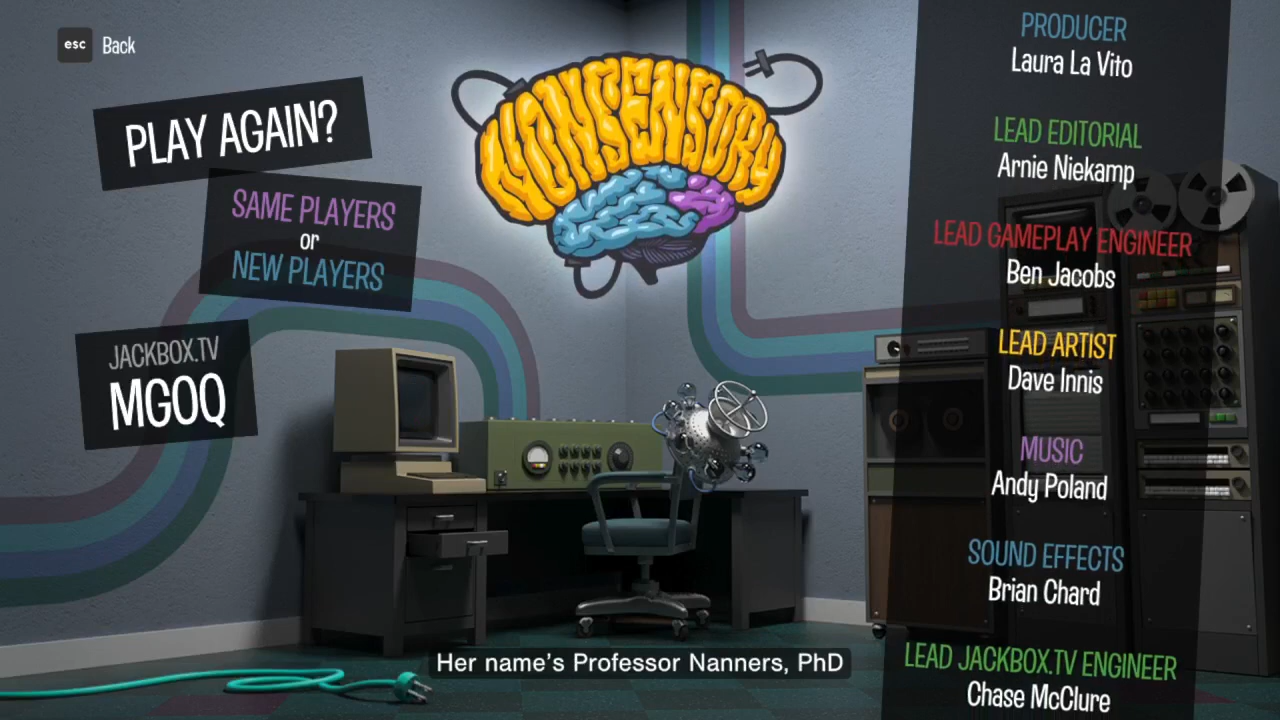 esc Back
PLAY AGAIN?
SAME PLAYERS
or
NEW PLAYERS
JACKBOX.TV
MGOQ
NONSENSORY
PRODUCER
Laura La Vito
LEAD EDITORIAL
Arnie Niekamp
LEAD GAMEPLAY ENGINEER
Ben Jacobs
LEAD ARTIST
Dave Innis
MUSIC
Andy Poland
SOUND EFFECTS
Brian Chard
LEAD JACKBOX.TV ENGINEER
Chase McClure
Her name's Professor Nanners, PhD